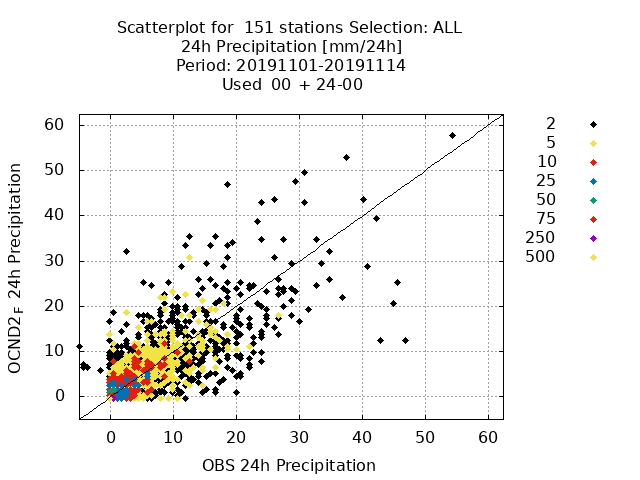 Scatterplot for  151 stations Selection: ALL
24h Precipitation [mm/24h]
Period: 20191101-20191114
Used  00 + 24-00
2
5
10
25
50
75
250
500
60
50
40
30
20
10
0
OCND2F 24h Precipitation
0 10 20 30 40 50 60
OBS 24h Precipitation